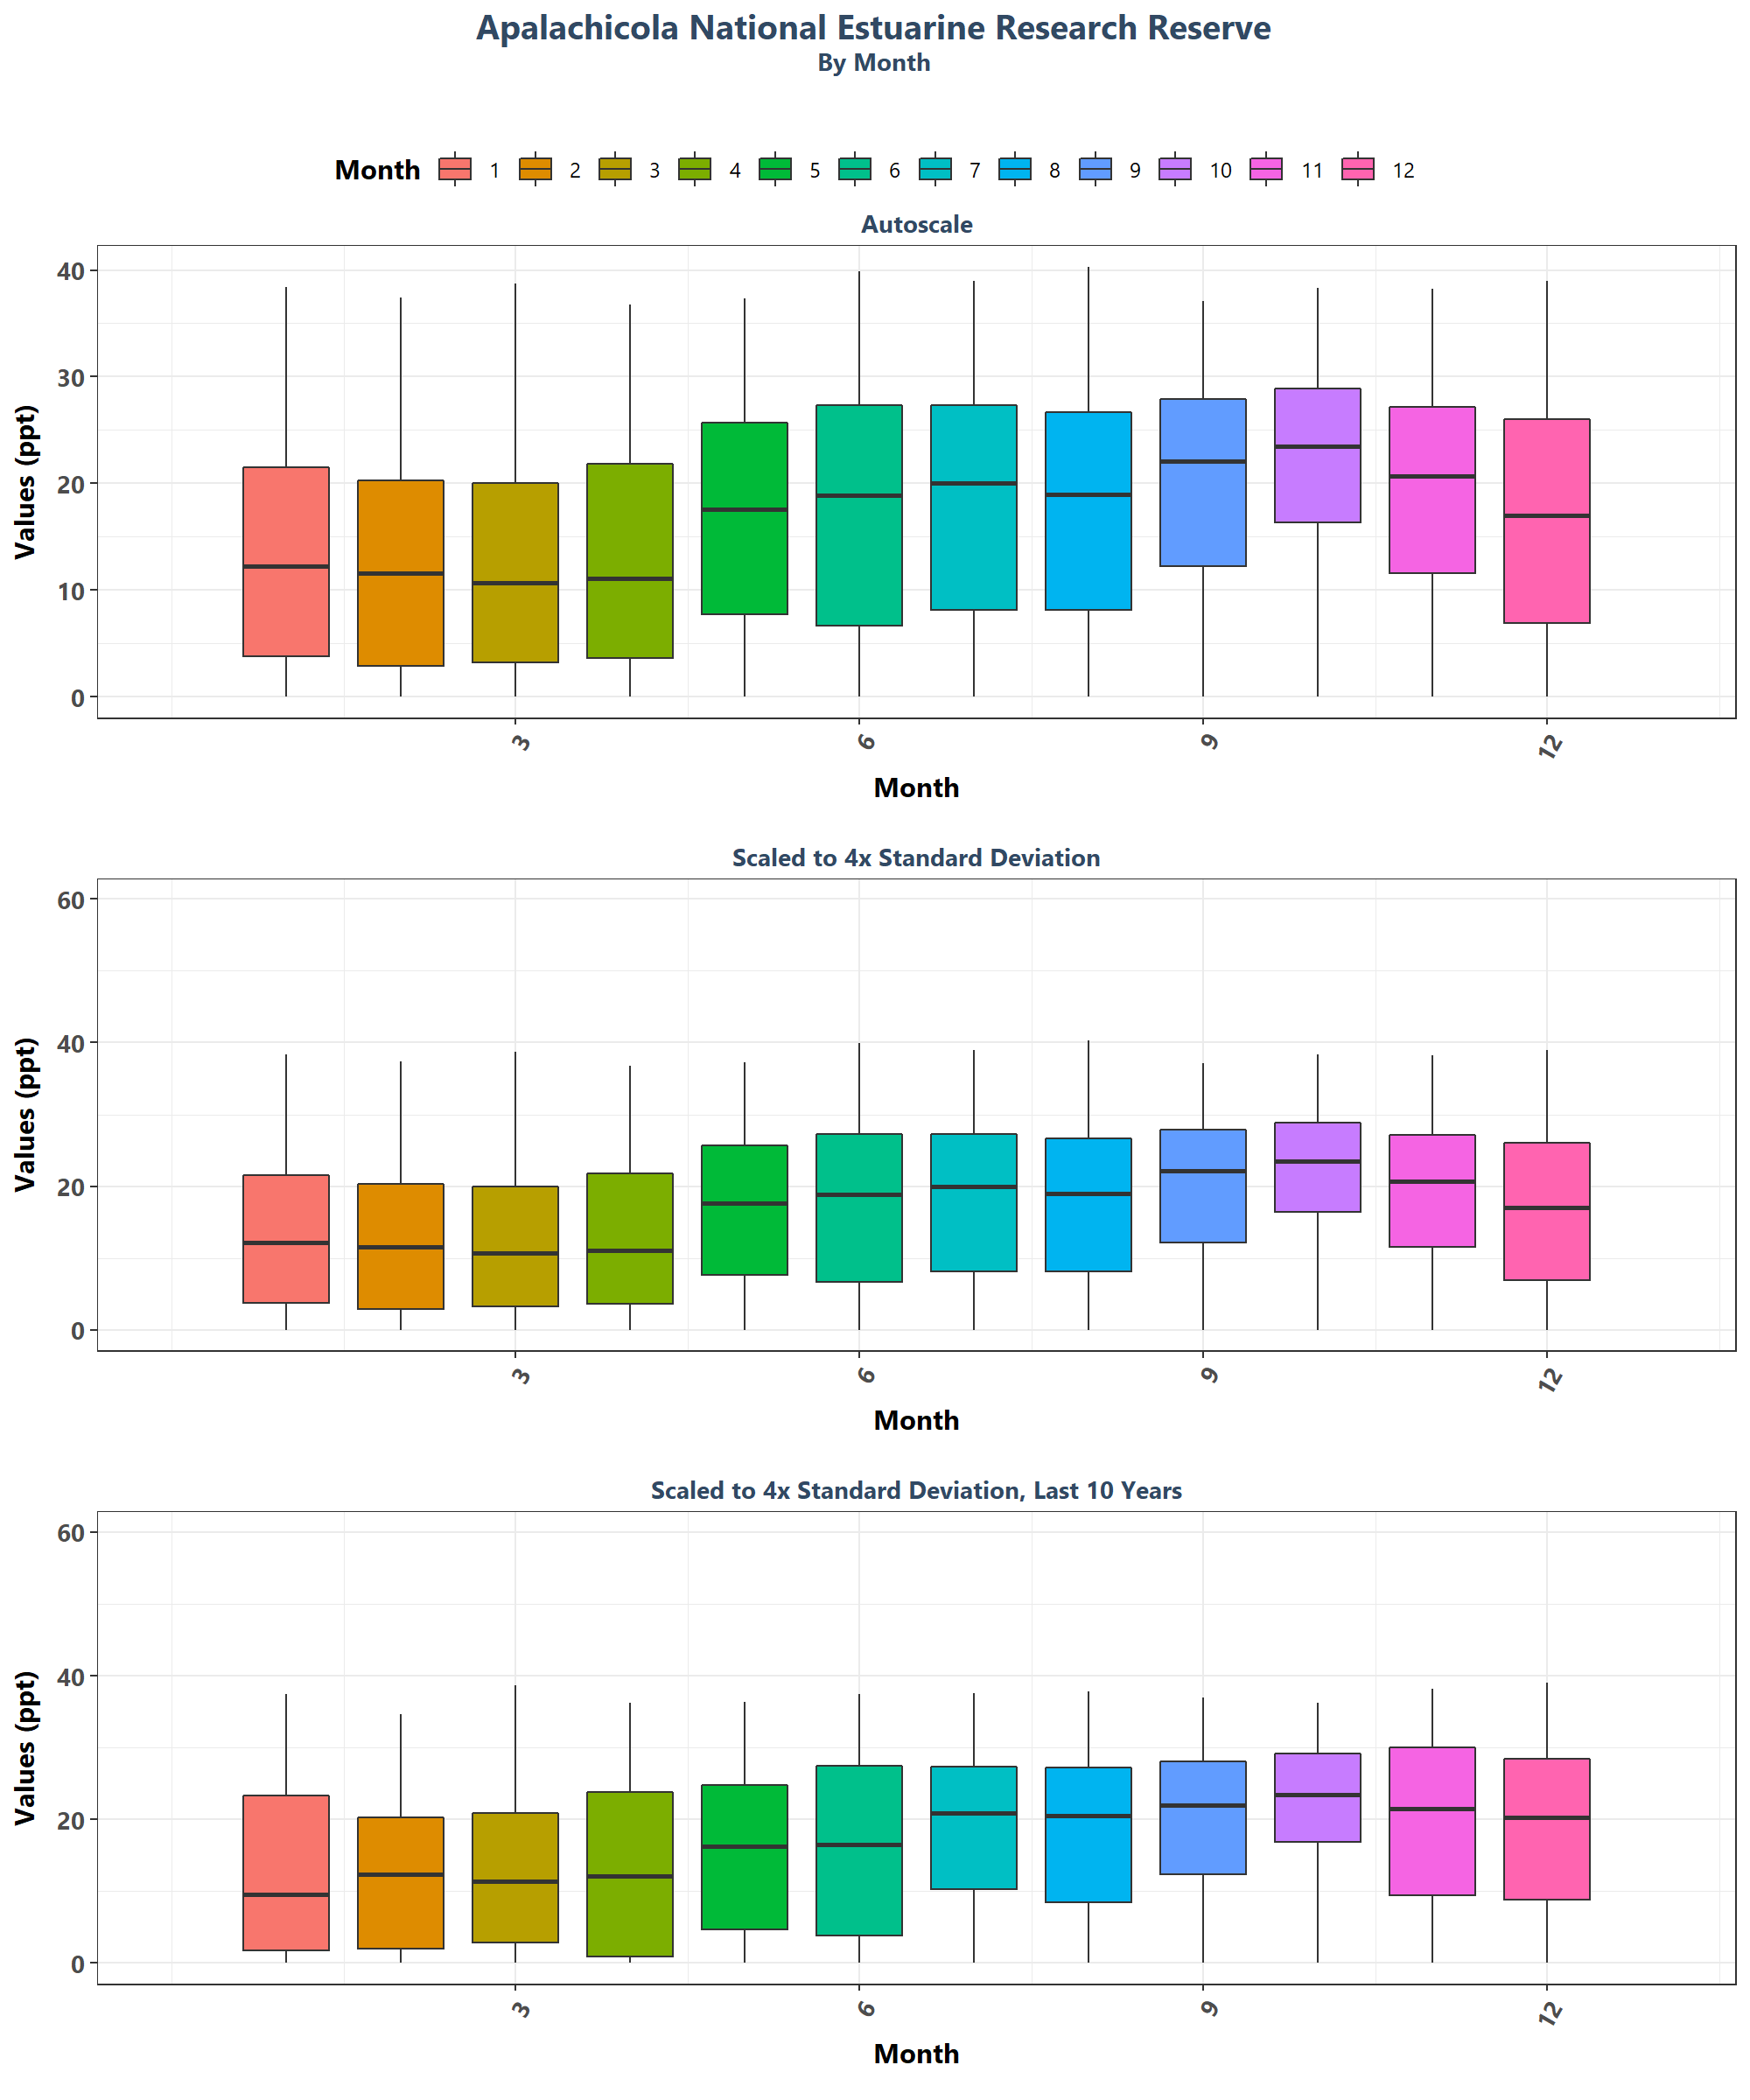 Apalachicola National Estuarine Research Reserve
By Month
Month 1 2 3 4 5 6 7 8 9 10 11 12
Autoscale
Values (ppt)
40
30
20
10
0
3 6 9 12
Month
Scaled to 4x Standard Deviation
Values (ppt)
60
40
20
0
3 6 9 12
Month
Scaled to 4x Standard Deviation, Last 10 Years
Values (ppt)
60
40
20
0
3 6 9 12
Month